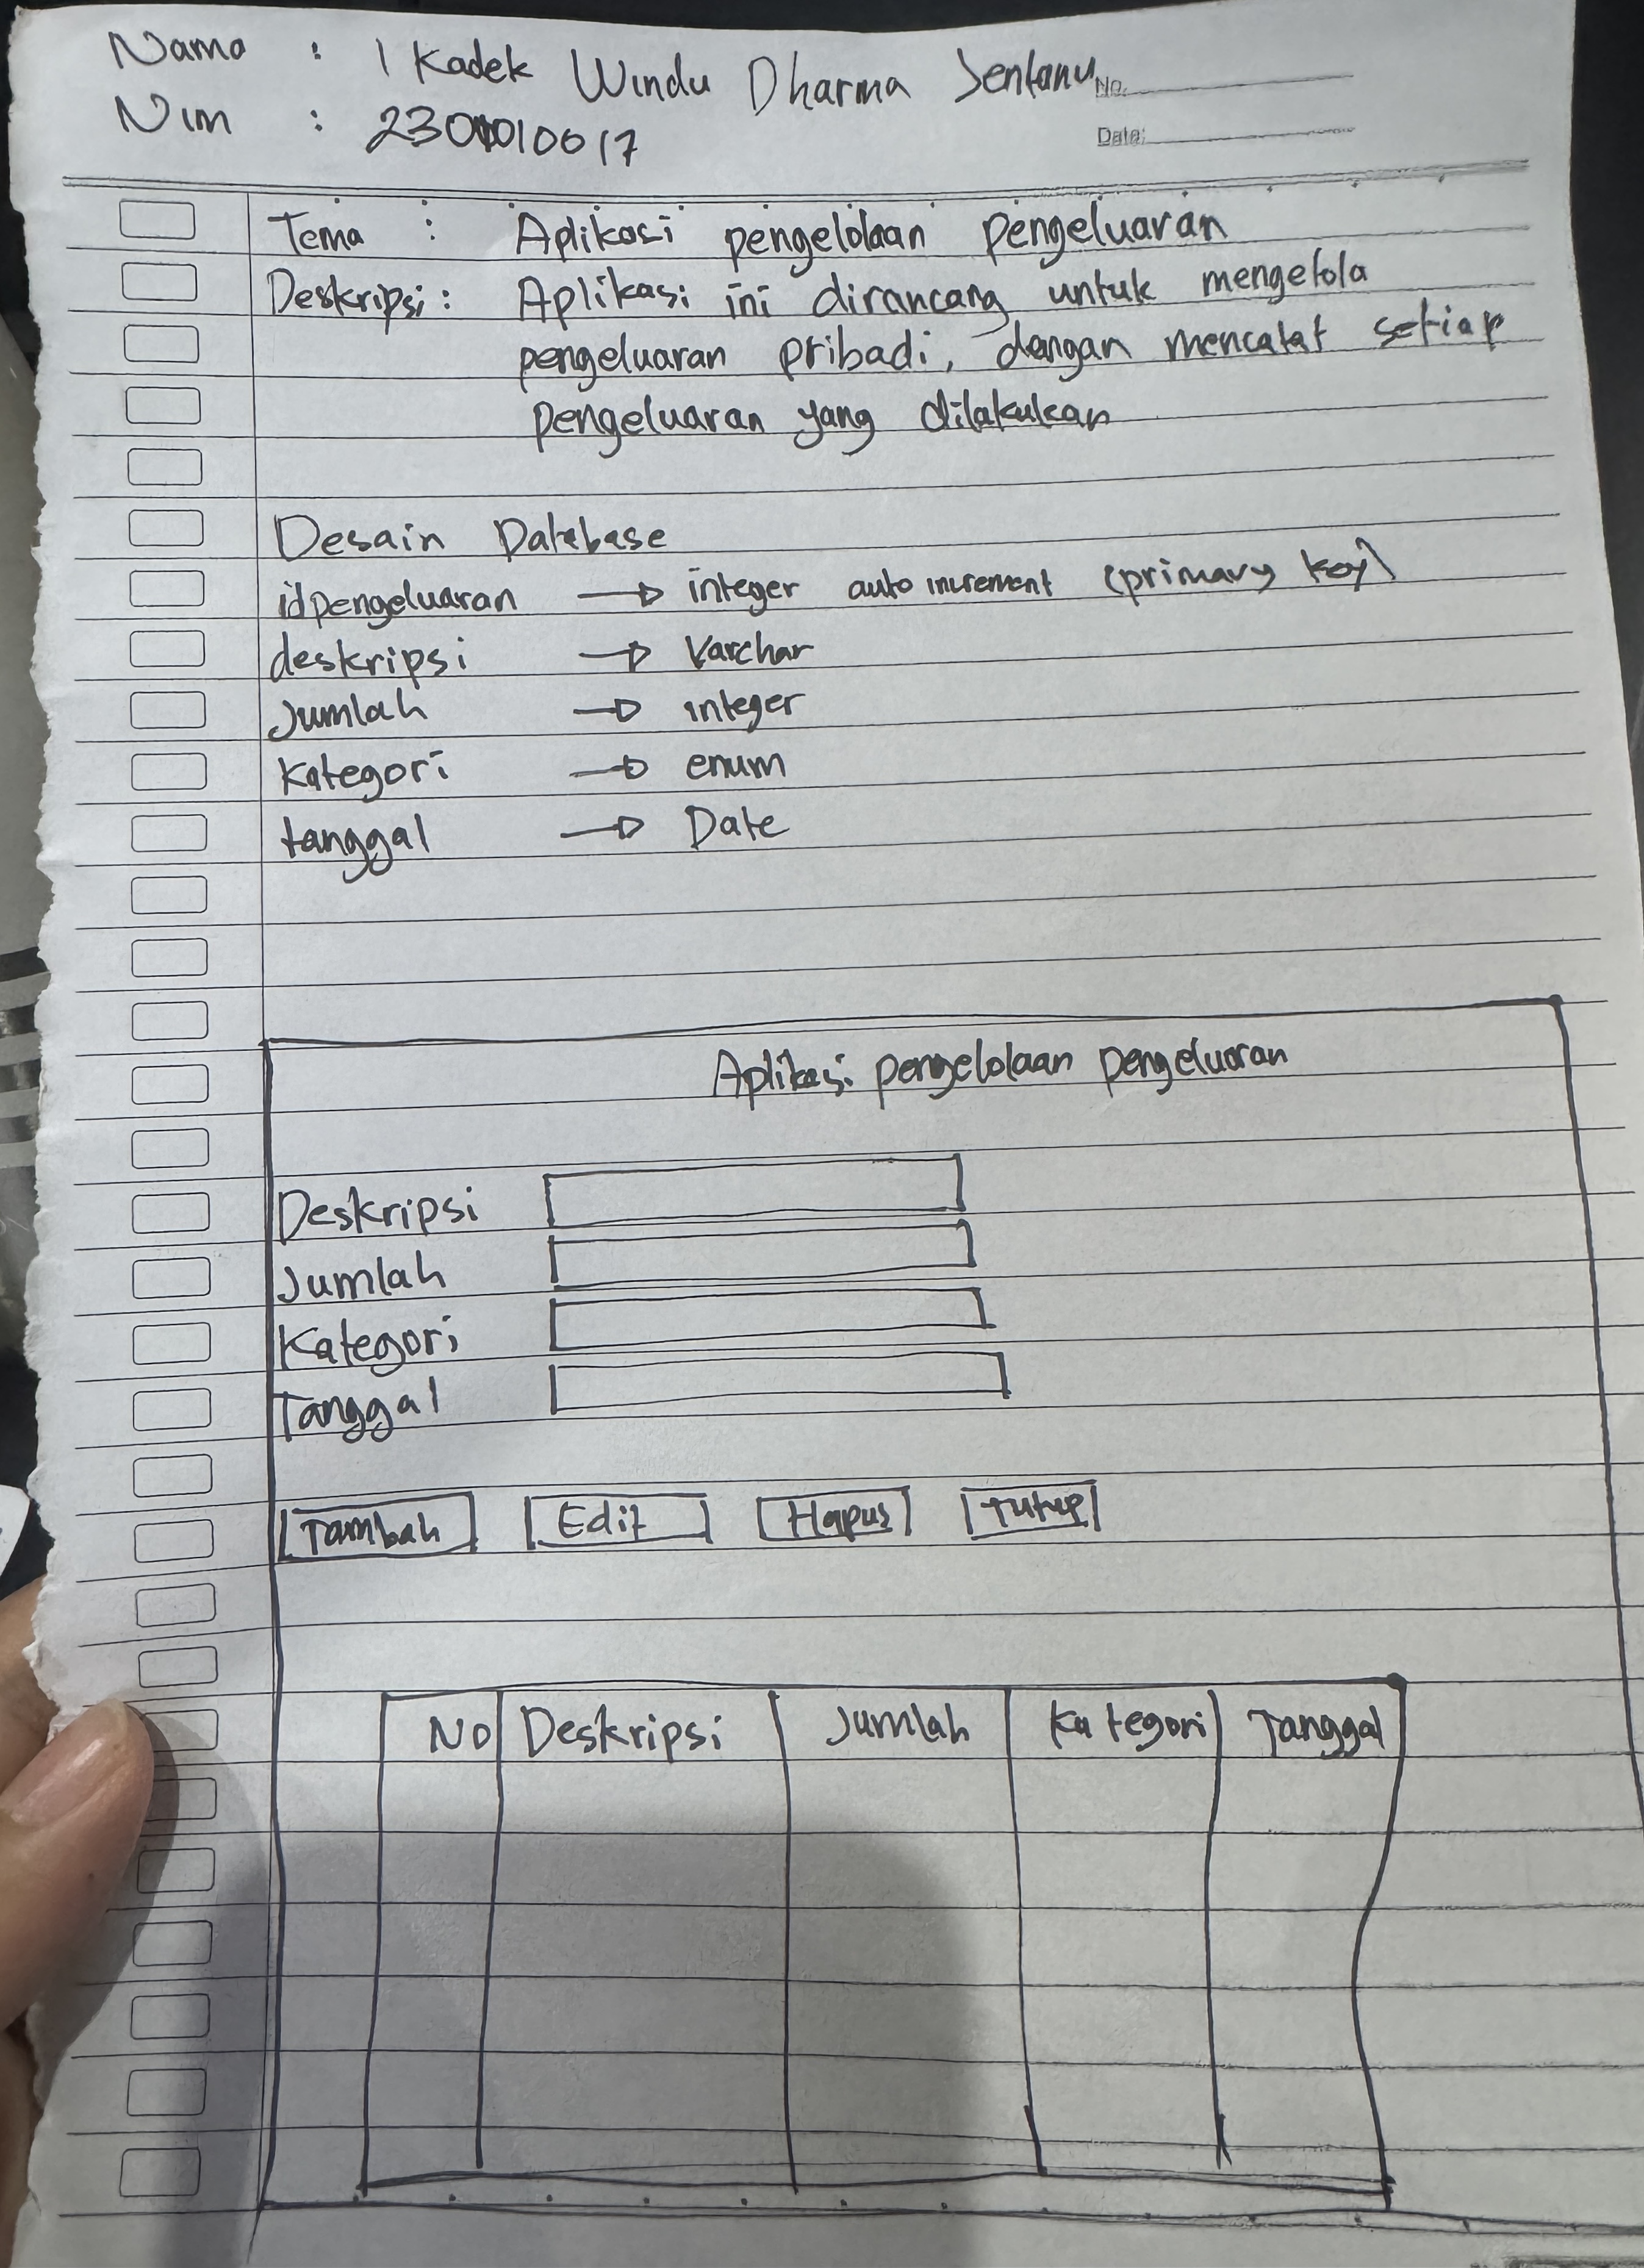 Nama : I Kadek Windu Dharma Sentanu
No.
Nim : 230010017
Date:
Tema : Aplikasi pengelolaan pengeluaran
Deskripsi : Aplikasi ini dirancang untuk mengelola
pengeluaran pribadi, dengan mencatat setiap
pengeluaran yang dilakukan
Desain Database
idpengeluaran → integer auto increment (primary key)
deskripsi → Varchar
Jumlah → integer
Kategori → enum
tanggal → Date
Aplikasi pengelolaan pengeluaran
Deskripsi
Jumlah
Kategori
Tanggal
Tambah Edit Hapus Tutup
No Deskripsi Jumlah Kategori Tanggal